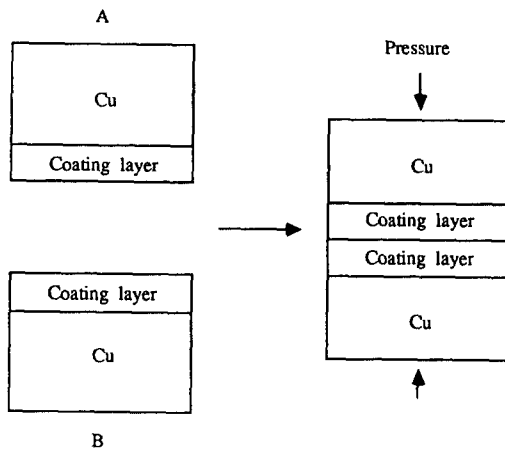 A
Cu
Coating layer
Coating layer
Cu
B
Pressure
Cu
Coating layer
Coating layer
Cu